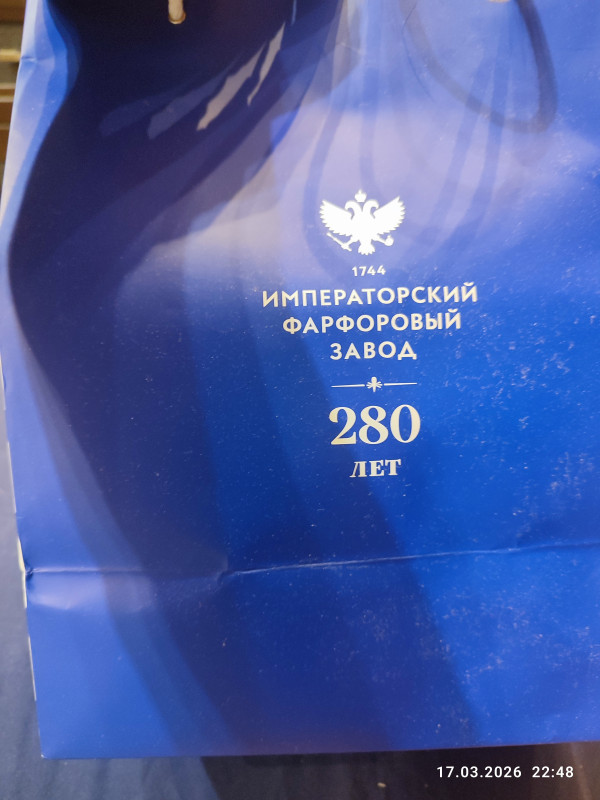 1744
ИМПЕРАТОРСКИЙ
ФАРФОРОВЫЙ
ЗАВОД
280
ЛЕТ
17.03.2026 22:48